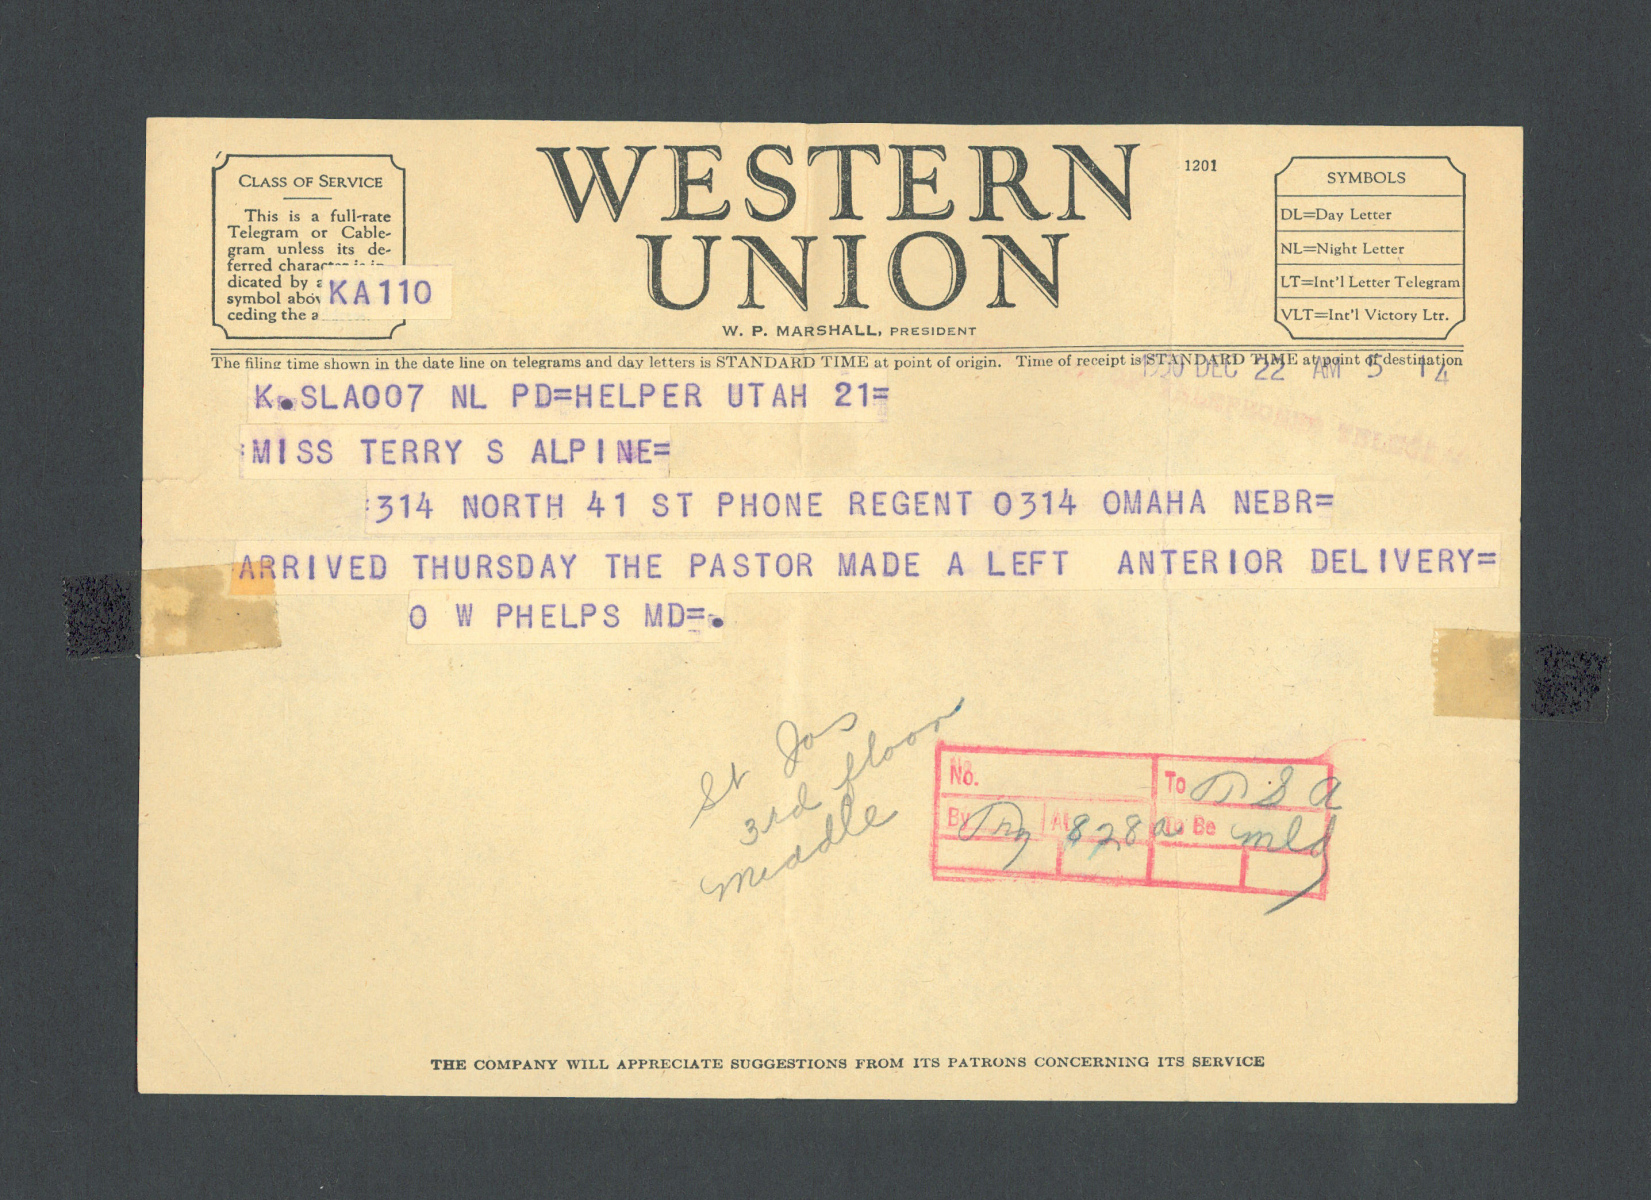 WESTERN
UNION
1201
W. P. MARSHALL, PRESIDENT
CLASS OF SERVICE
This is a full-rate
Telegram or Cable-
gram unless its de-
ferred character is in-
dicated by a
symbol abov
ceding the a
KA110
SYMBOLS
DL=Day Letter
NL=Night Letter
LT=Int'l Letter Telegram
VLT=Int'l Victory Ltr.
The filing time shown in the date line on telegrams and day letters is STANDARD TIME at point of origin. Time of receipt is STANDARD TIME at point of destination
1950 DEC 22 AM 5 14
K.SLA007 NL PD=HELPER UTAH 21=
:MISS TERRY S ALPINE=
:314 NORTH 41 ST PHONE REGENT 0314 OMAHA NEBR=
ARRIVED THURSDAY THE PASTOR MADE A LEFT ANTERIOR DELIVERY=
O W PHELPS MD=.
St Jos
3rd floor
middle
No.
To TSA
By At 828a To Be mld
THE COMPANY WILL APPRECIATE SUGGESTIONS FROM ITS PATRONS CONCERNING ITS SERVICE